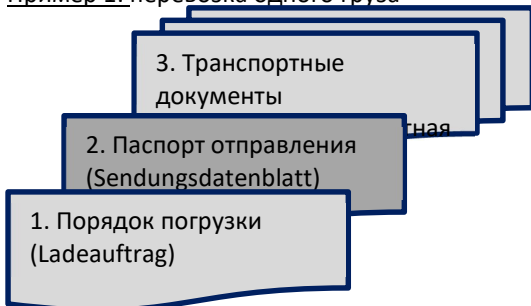 3. Транспортные
документы
2. Паспорт отправления
(Sendungsdatenblatt)
1. Порядок погрузки
(Ladeauftrag)